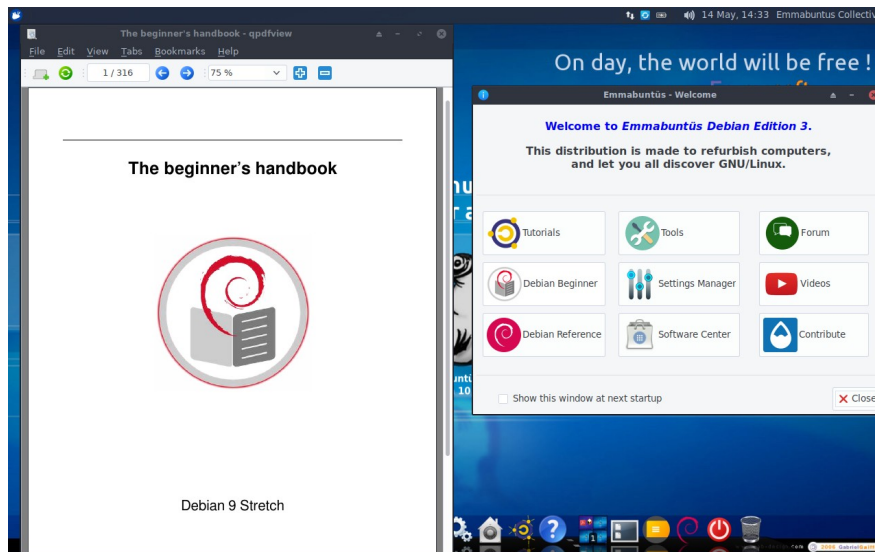 14 May, 14:33 Emmabuntus Collectiv
The beginner's handbook - qpdfview
File Edit View Tabs Bookmarks Help
1 / 316
75 %
The beginner's handbook
Debian 9 Stretch
On day, the world will be free !
Emmabuntüs - Welcome
Welcome to Emmabuntüs Debian Edition 3.
This distribution is made to refurbish computers,
and let you all discover GNU/Linux.
Tutorials Tools Forum
Debian Beginner Settings Manager Videos
Debian Reference Software Center Contribute
Show this window at next startup
Close
10
1